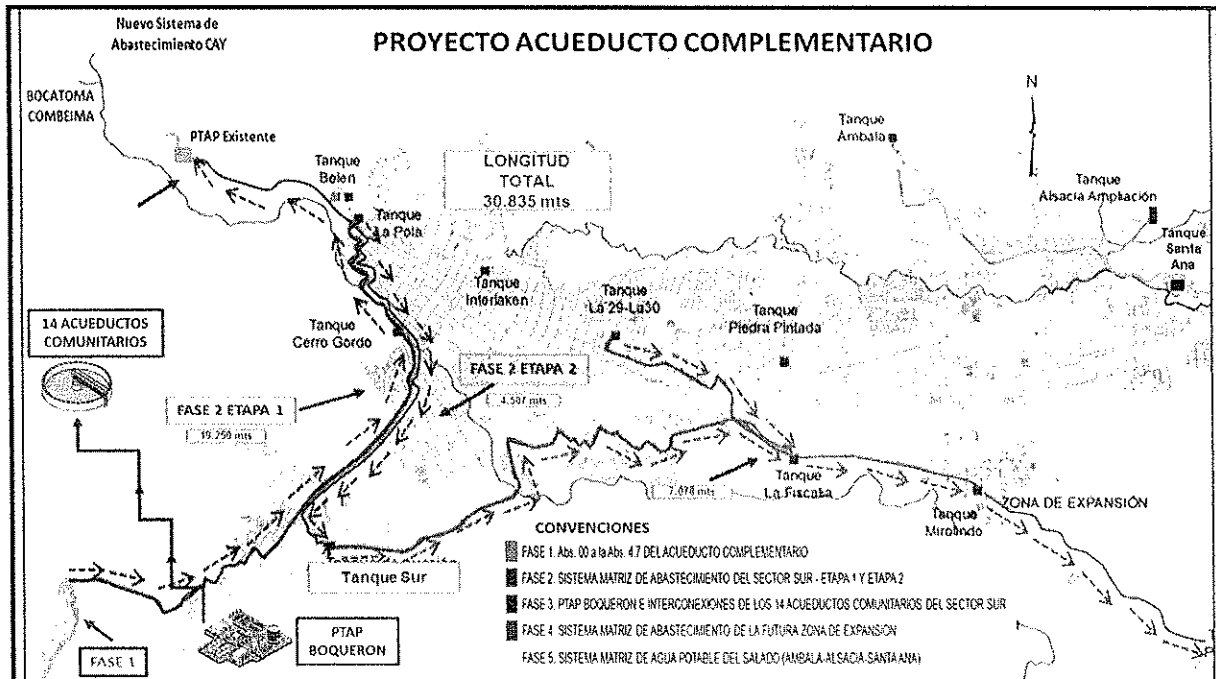 Nuevo Sistema de
Abastecimiento CAY
PROYECTO ACUEDUCTO COMPLEMENTARIO
BOCATOMA
COMBEIMA
PTAP Existente
Tanque
Belen
LONGITUD
TOTAL
30.835 mts
Tanque
Ambala
N
Tanque
Alsacia Ampliación
Tanque
La Pola
Tanque
Santa
Ana
Tanque
Interlaken
Tanque
La 29-La30
Tanque
Piedra Pintada
14 ACUEDUCTOS
COMUNITARIOS
Tanque
Cerro Gordo
FASE 2 ETAPA 2
4.507 mts
FASE 2 ETAPA 1
19.250 mts
7.078 mts
Tanque
La Fiscala
ZONA DE EXPANSIÓN
Tanque
Mirolindo
Tanque Sur
CONVENCIONES
FASE 1. Abs. 00 a la Abs. 4.7 DEL ACUEDUCTO COMPLEMENTARIO
FASE 2. SISTEMA MATRIZ DE ABASTECIMIENTO DEL SECTOR SUR - ETAPA 1 Y ETAPA 2
FASE 3. PTAP BOQUERON E INTERCONEXIONES DE LOS 14 ACUEDUCTOS COMUNITARIOS DEL SECTOR SUR
FASE 4. SISTEMA MATRIZ DE ABASTECIMIENTO DE LA FUTURA ZONA DE EXPANSIÓN
FASE 5. SISTEMA MATRIZ DE AGUA POTABLE DEL SALADO (AMBALA-ALSACIA-SANTA ANA)
FASE 1
PTAP
BOQUERON